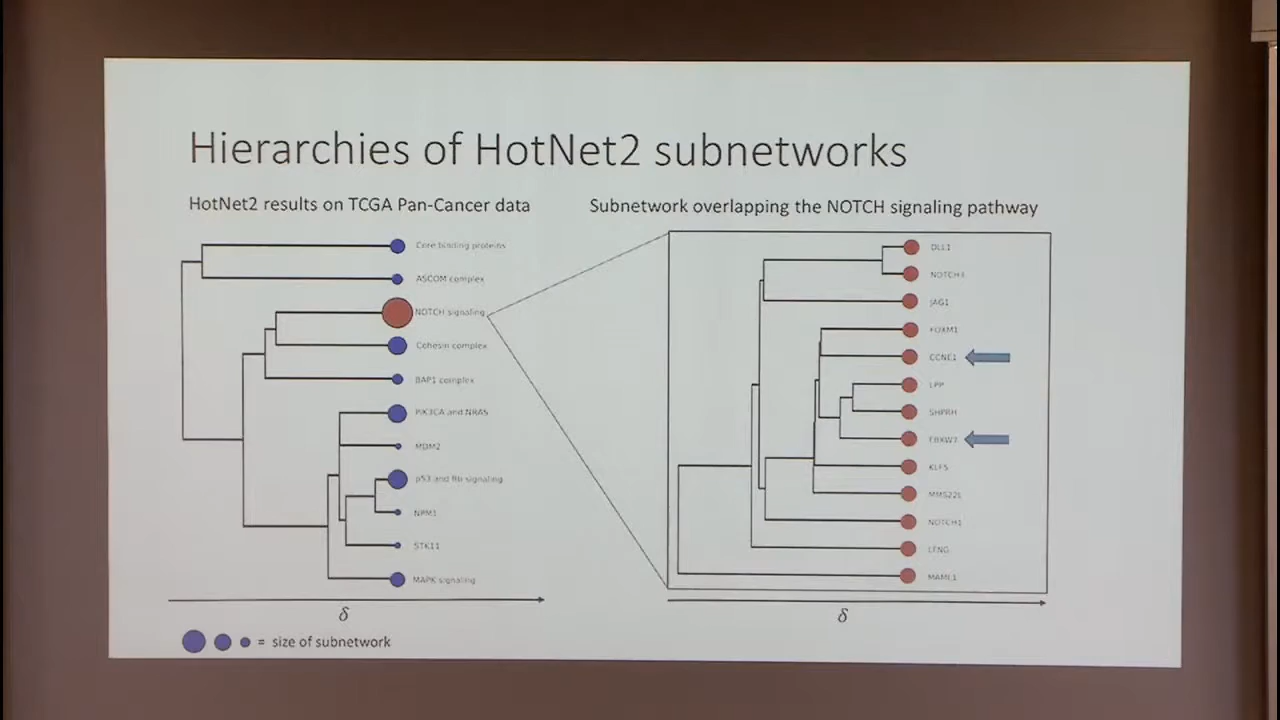 Hierarchies of HotNet2 subnetworks
HotNet2 results on TCGA Pan-Cancer data
Core binding proteins
ASCOM complex
NOTCH signaling
Cohesin complex
BAP1 complex
PIK3CA and NRAS
MDM2
p53 and Rb signaling
NPM1
STK11
MAPK signaling
δ
= size of subnetwork
Subnetwork overlapping the NOTCH signaling pathway
DLL1
JAG1
FOXM1
CCNE1
LPP
SHPRH
FBXW7
KLF5
MMS22L
NOTCH1
LFNG
MAML1
δ